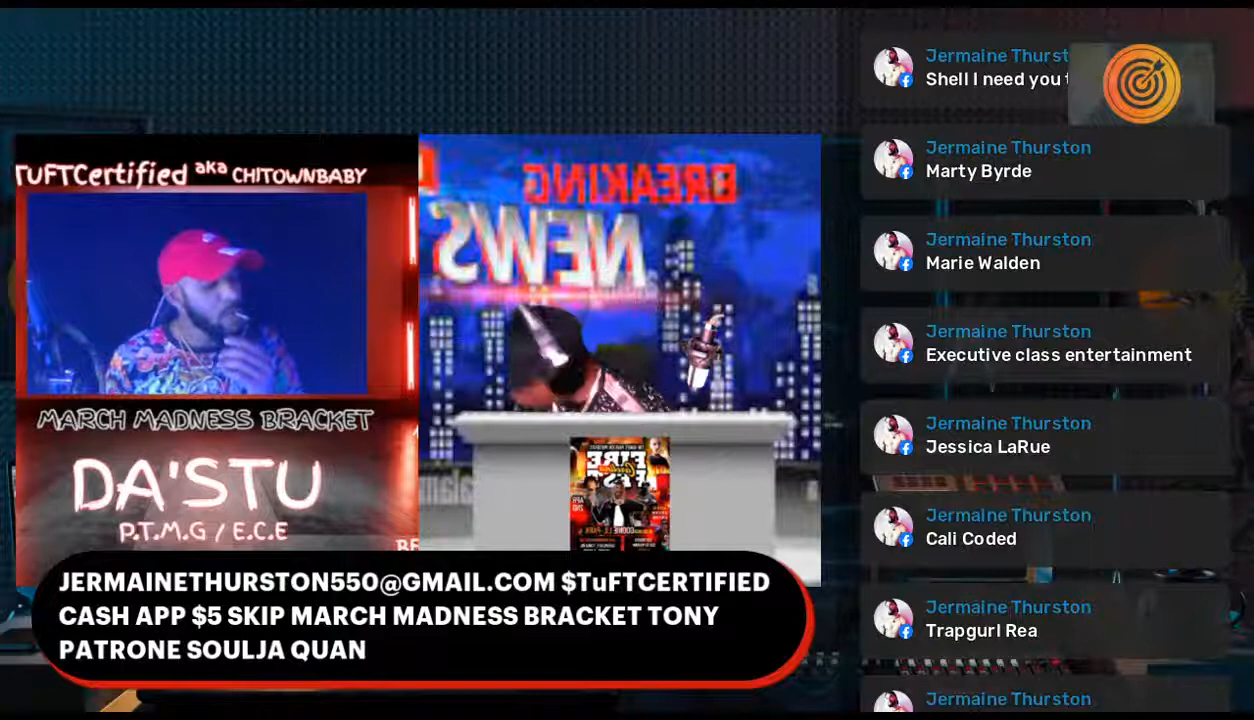 TuFTCertified aka CHITOWNBABY
MARCH MADNESS BRACKET
DA'STU
P.T.M.G / E.C.E
BREAKING
NEWS
FIRE
JERMAINETHURSTON550@GMAIL.COM $TuFTCERTIFIED
CASH APP $5 SKIP MARCH MADNESS BRACKET TONY
PATRONE SOULJA QUAN
Jermaine Thurst
Shell I need you
Jermaine Thurston
Marty Byrde
Jermaine Thurston
Marie Walden
Jermaine Thurston
Executive class entertainment
Jermaine Thurston
Jessica LaRue
Jermaine Thurston
Cali Coded
Jermaine Thurston
Trapgurl Rea
Jermaine Thurston